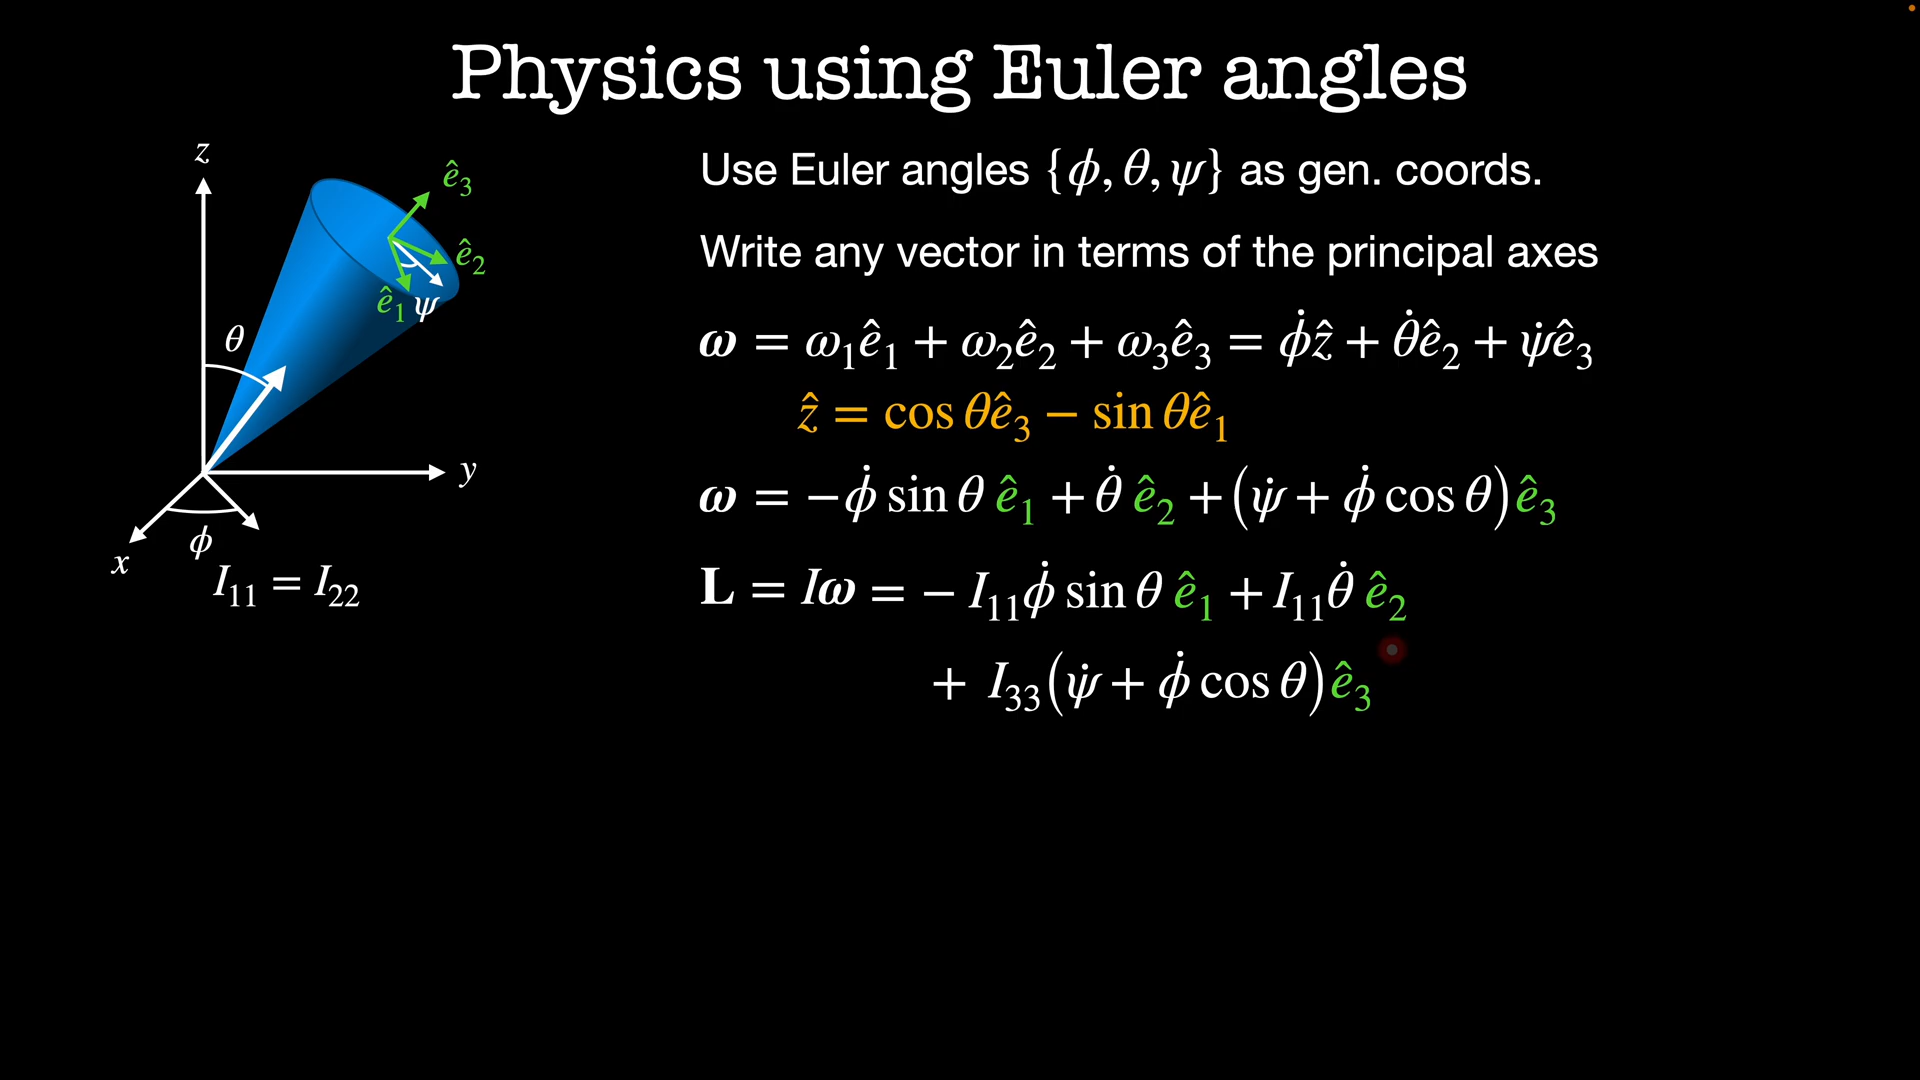 Physics using Euler angles
z
ê₃
ê₂
ê₁ ψ
θ
y
ϕ
x
I₁₁ = I₂₂
Use Euler angles {ϕ, θ, ψ} as gen. coords.
Write any vector in terms of the principal axes
ω = ω₁ê₁ + ω₂ê₂ + ω₃ê₃ = ϕ̇ẑ + θ̇ê₂ + ψ̇ê₃
ẑ = cos θê₃ − sin θê₁
ω = −ϕ̇ sin θ ê₁ + θ̇ ê₂ + (ψ̇ + ϕ̇ cos θ)ê₃
L = Iω = − I₁₁ϕ̇ sin θ ê₁ + I₁₁θ̇ ê₂
+ I₃₃(ψ̇ + ϕ̇ cos θ)ê₃